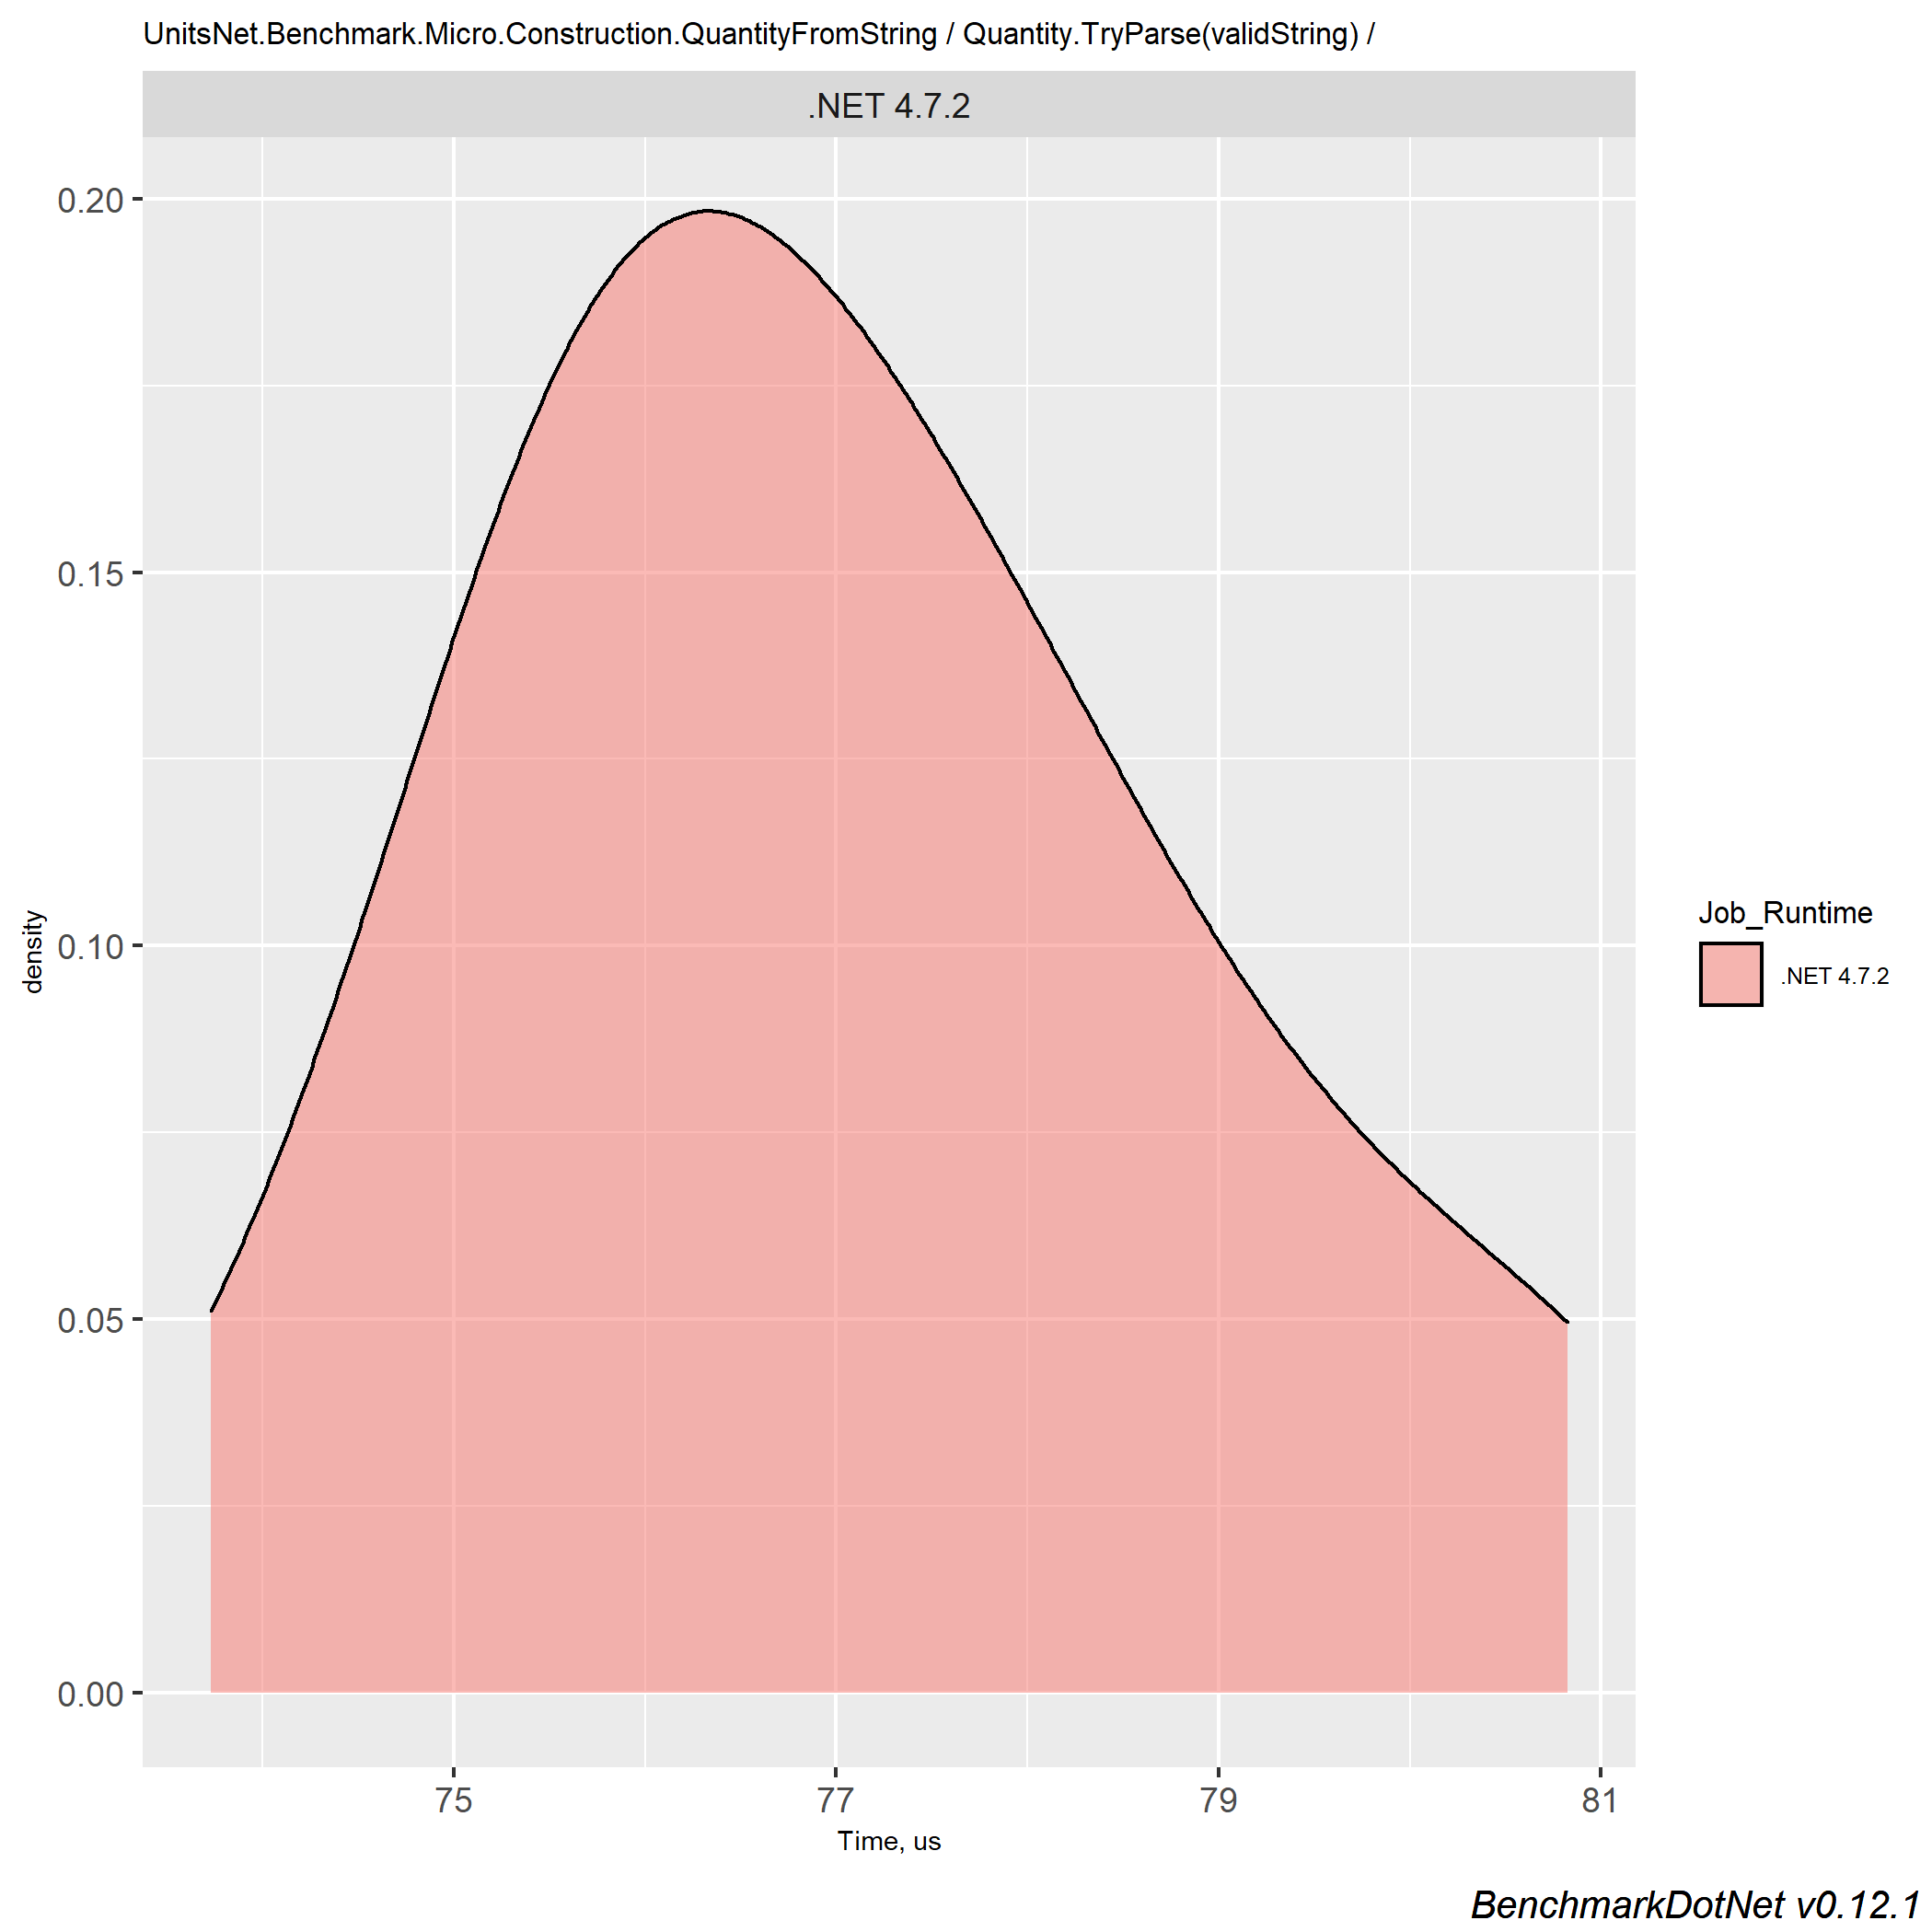 UnitsNet.Benchmark.Micro.Construction.QuantityFromString / Quantity.TryParse(validString) /
.NET 4.7.2
0.20
0.15
0.10
0.05
0.00
density
75 77 79 81
Time, us
Job_Runtime
.NET 4.7.2
BenchmarkDotNet v0.12.1